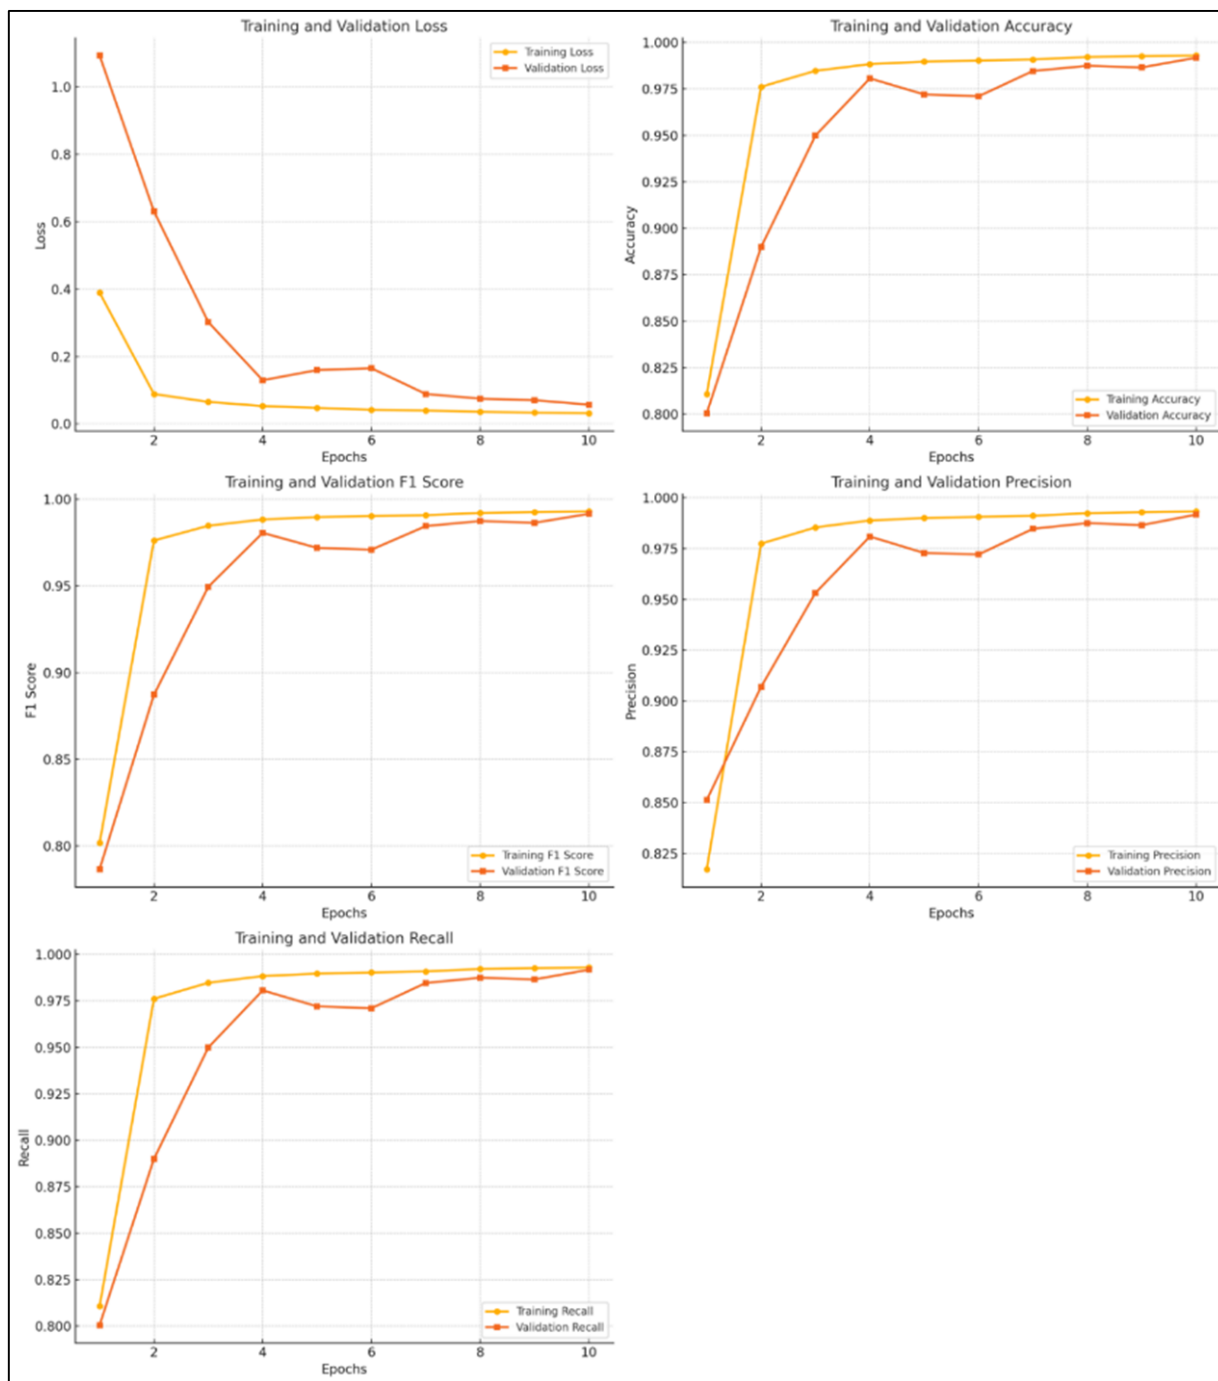 Training and Validation Loss
Training Loss
Validation Loss
1.0
0.8
0.6
0.4
0.2
0.0
Loss
2 4 6 8 10
Epochs
Training and Validation Accuracy
1.000
0.975
0.950
0.925
0.900
0.875
0.850
0.825
0.800
Accuracy
Training Accuracy
Validation Accuracy
2 4 6 8 10
Epochs
Training and Validation F1 Score
1.00
0.95
0.90
0.85
0.80
F1 Score
Training F1 Score
Validation F1 Score
2 4 6 8 10
Epochs
Training and Validation Precision
1.000
0.975
0.950
0.925
0.900
0.875
0.850
0.825
Precision
Training Precision
Validation Precision
2 4 6 8 10
Epochs
Training and Validation Recall
1.000
0.975
0.950
0.925
0.900
0.875
0.850
0.825
0.800
Recall
Training Recall
Validation Recall
2 4 6 8 10
Epochs